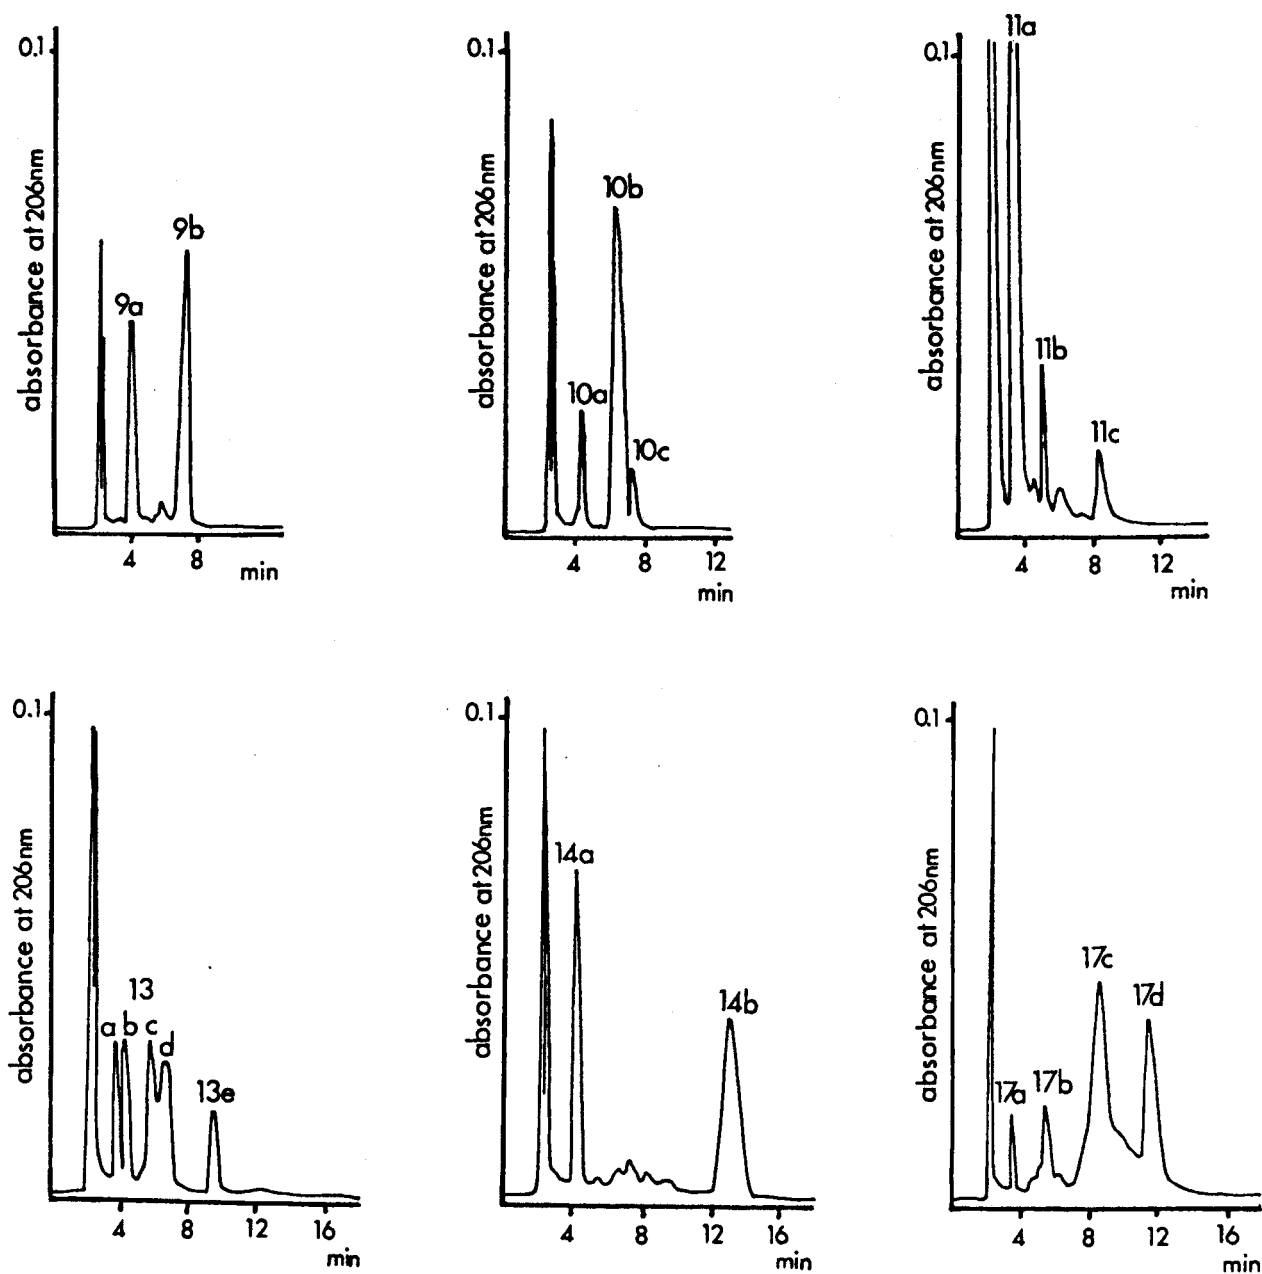 0.1
absorbance at 206nm
9a
9b
4 8
min
0.1
absorbance at 206nm
10a
10b
10c
4 8 12
min
0.1
absorbance at 206nm
11a
11b
11c
4 8 12
min
0.1
absorbance at 206nm
13
a b c d
13e
4 8 12 16
min
0.1
absorbance at 206nm
14a
14b
4 8 12 16
min
0.1
absorbance at 206nm
17a
17b
17c
17d
4 8 12 16
min